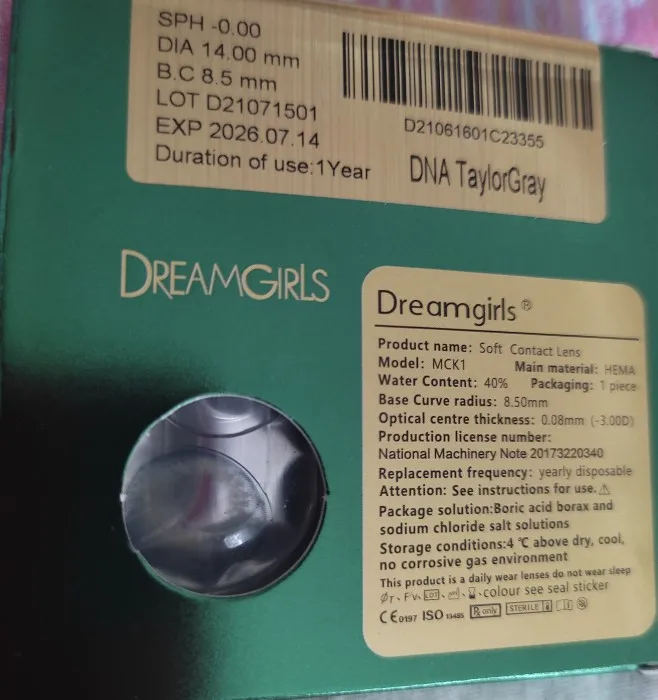 SPH -0.00
DIA 14.00 mm
B.C 8.5 mm
LOT D21071501
EXP 2026.07.14
Duration of use:1Year
D21061601C23355
DNA TaylorGray
DREAMGIRLS
Dreamgirls ®
Product name: Soft Contact Lens
Model: MCK1 Main material: HEMA
Water Content: 40% Packaging: 1 piece
Base Curve radius: 8.50mm
Optical centre thickness: 0.08mm (-3.00D)
Production license number:
National Machinery Note 20173220340
Replacement frequency: yearly disposable
Attention: See instructions for use.⚠
Package solution:Boric acid borax and
sodium chloride salt solutions
Storage conditions:4 ℃ above dry, cool,
no corrosive gas environment
This product is a daily wear lenses do not wear sleep
LOT colour see seal sticker
CE0197 ISO 13485 Rx only STERILE